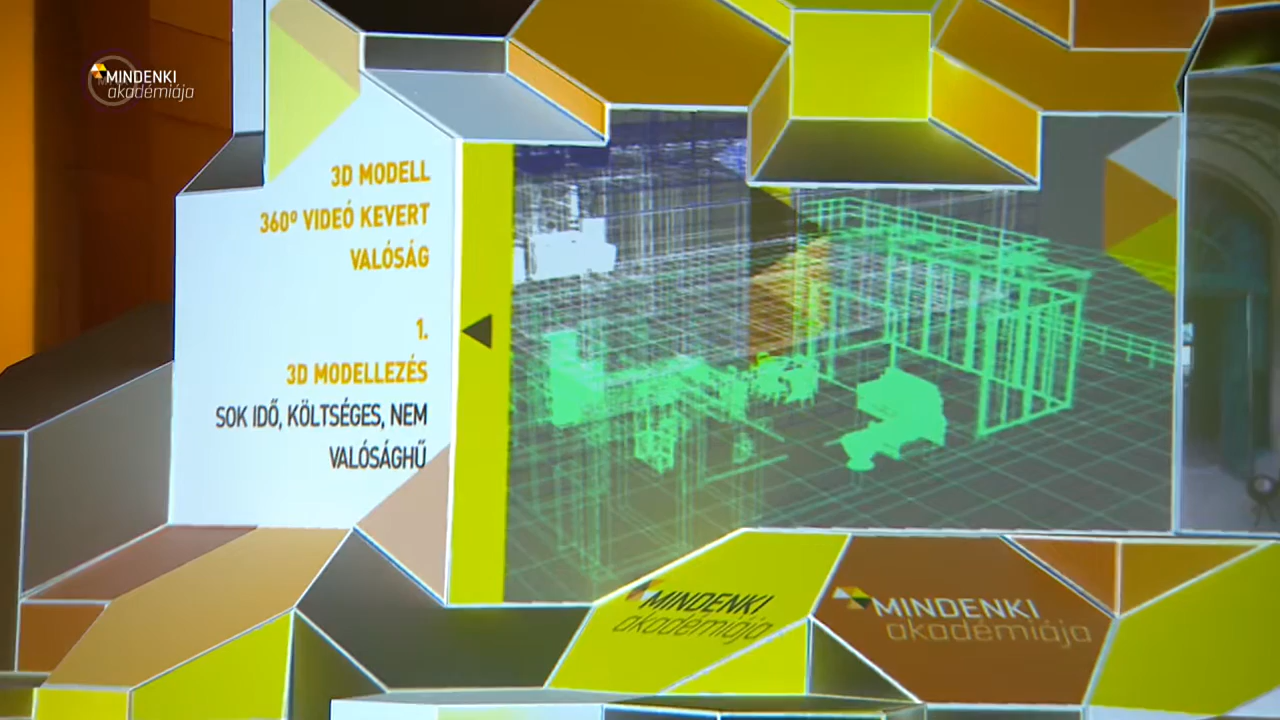 MINDENKI
akadémiája
3D MODELL
360º VIDEÓ KEVERT
VALÓSÁG
1.
3D MODELLEZÉS
SOK IDŐ, KÖLTSÉGES, NEM
VALÓSÁGHŰ
MINDENKI
akadémiája
MINDENKI
akadémiája